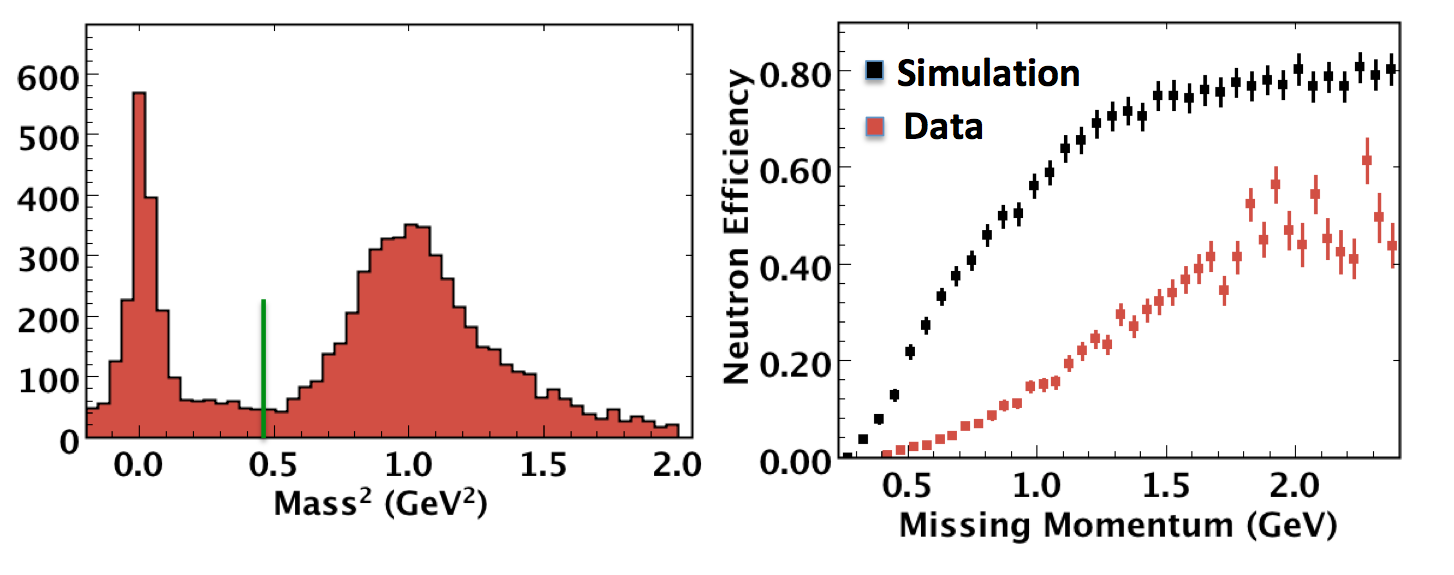 600
500
400
300
200
100
0
0.0 0.5 1.0 1.5 2.0
Mass² (GeV²)
Simulation
Data
Neutron Efficiency
0.80
0.60
0.40
0.20
0.00
0.5 1.0 1.5 2.0
Missing Momentum (GeV)